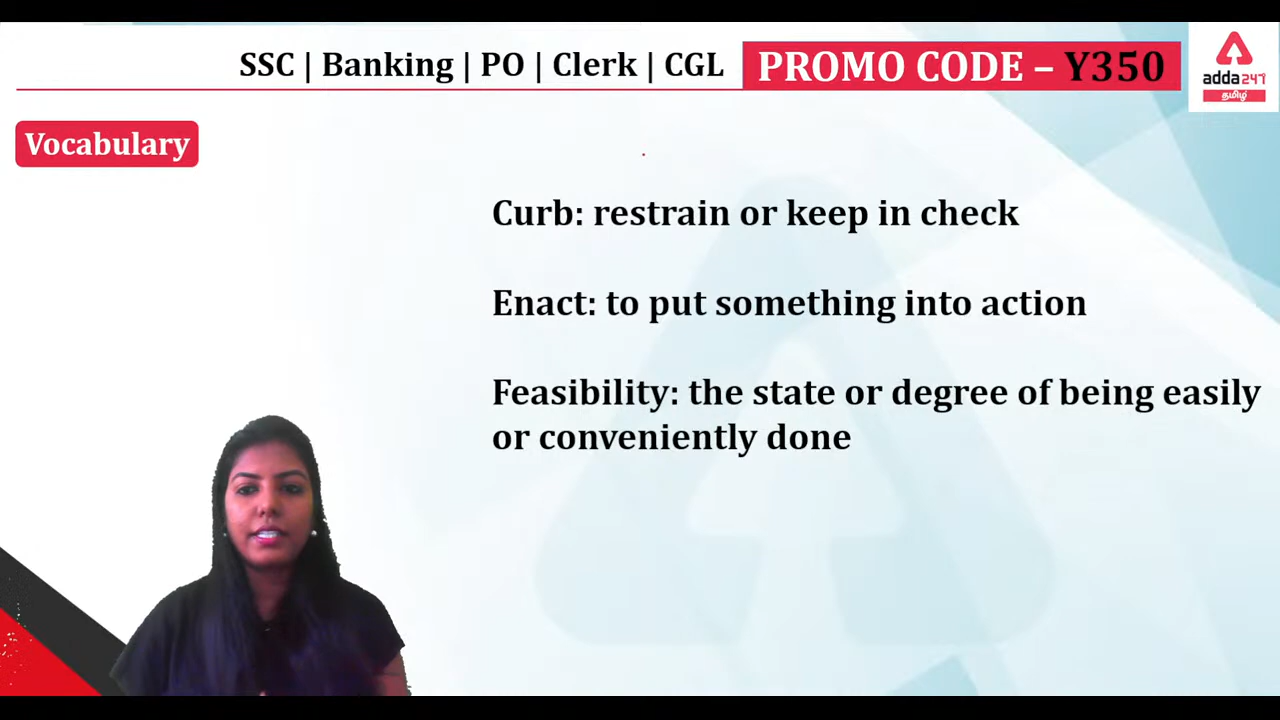 SSC | Banking | PO | Clerk | CGL
PROMO CODE – Y350
adda247
தமிழ்
Vocabulary
Curb: restrain or keep in check
Enact: to put something into action
Feasibility: the state or degree of being easily
or conveniently done